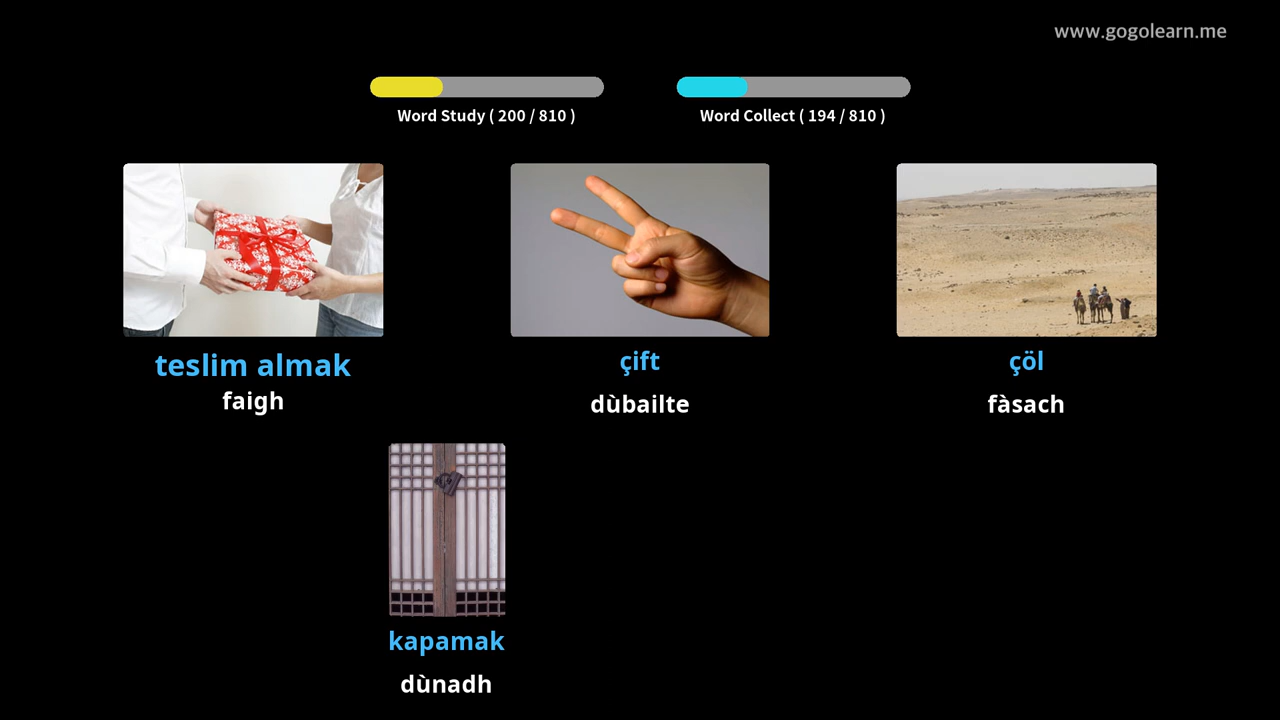 www.gogolearn.me
Word Study ( 200 / 810 )
Word Collect ( 194 / 810 )
teslim almak
faigh
çift
dùbailte
çöl
fàsach
kapamak
dùnadh